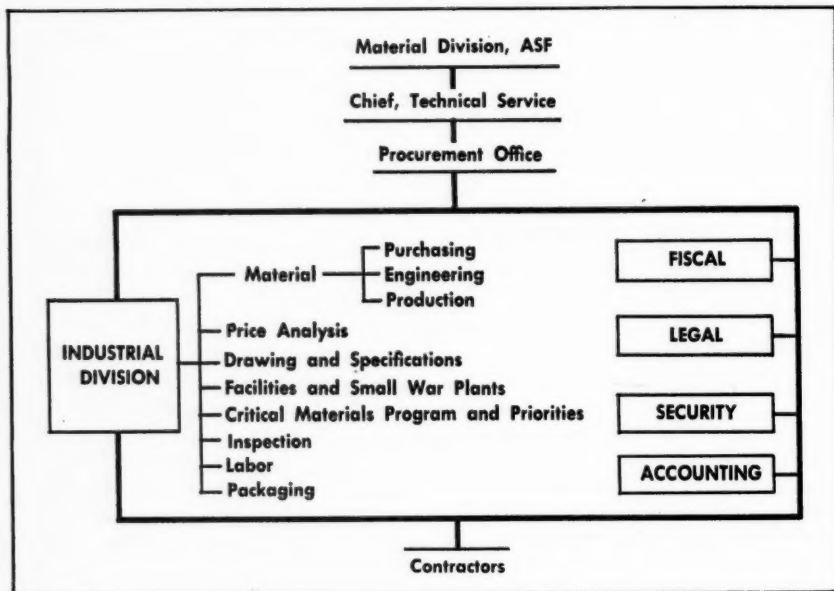 Material Division, ASF
Chief, Technical Service
Procurement Office
INDUSTRIAL
DIVISION
Material
Purchasing
Engineering
Production
Price Analysis
Drawing and Specifications
Facilities and Small War Plants
Critical Materials Program and Priorities
Inspection
Labor
Packaging
FISCAL
LEGAL
SECURITY
ACCOUNTING
Contractors